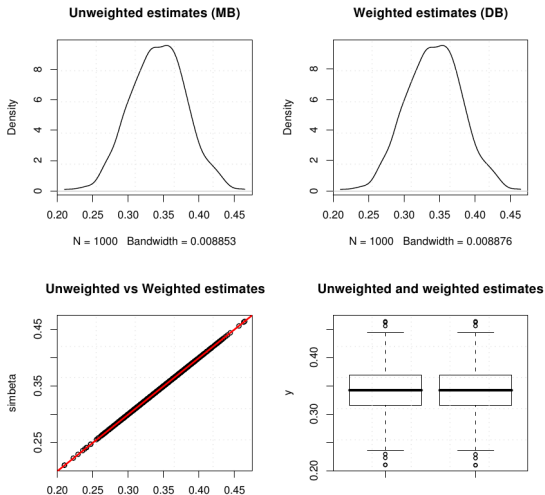 Unweighted estimates (MB)
Density
0 2 4 6 8
0.20 0.25 0.30 0.35 0.40 0.45
N = 1000 Bandwidth = 0.008853
Weighted estimates (DB)
Density
0 2 4 6 8
0.20 0.25 0.30 0.35 0.40 0.45
N = 1000 Bandwidth = 0.008876
Unweighted vs Weighted estimates
simbeta
0.25 0.35 0.45
0.20 0.25 0.30 0.35 0.40 0.45
Unweighted and weighted estimates
y
0.20 0.30 0.40